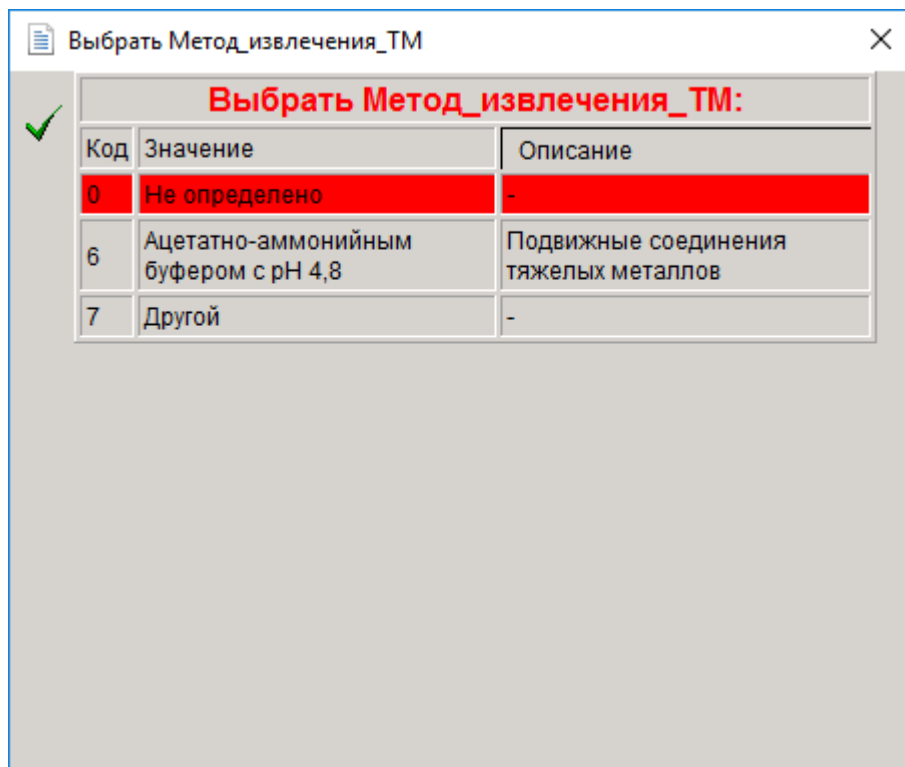 Выбрать Метод_извлечения_ТМ
Выбрать Метод_извлечения_ТМ:
Код Значение Описание
0 Не определено -
6 Ацетатно-аммонийным буфером с pH 4,8 Подвижные соединения тяжелых металлов
7 Другой -